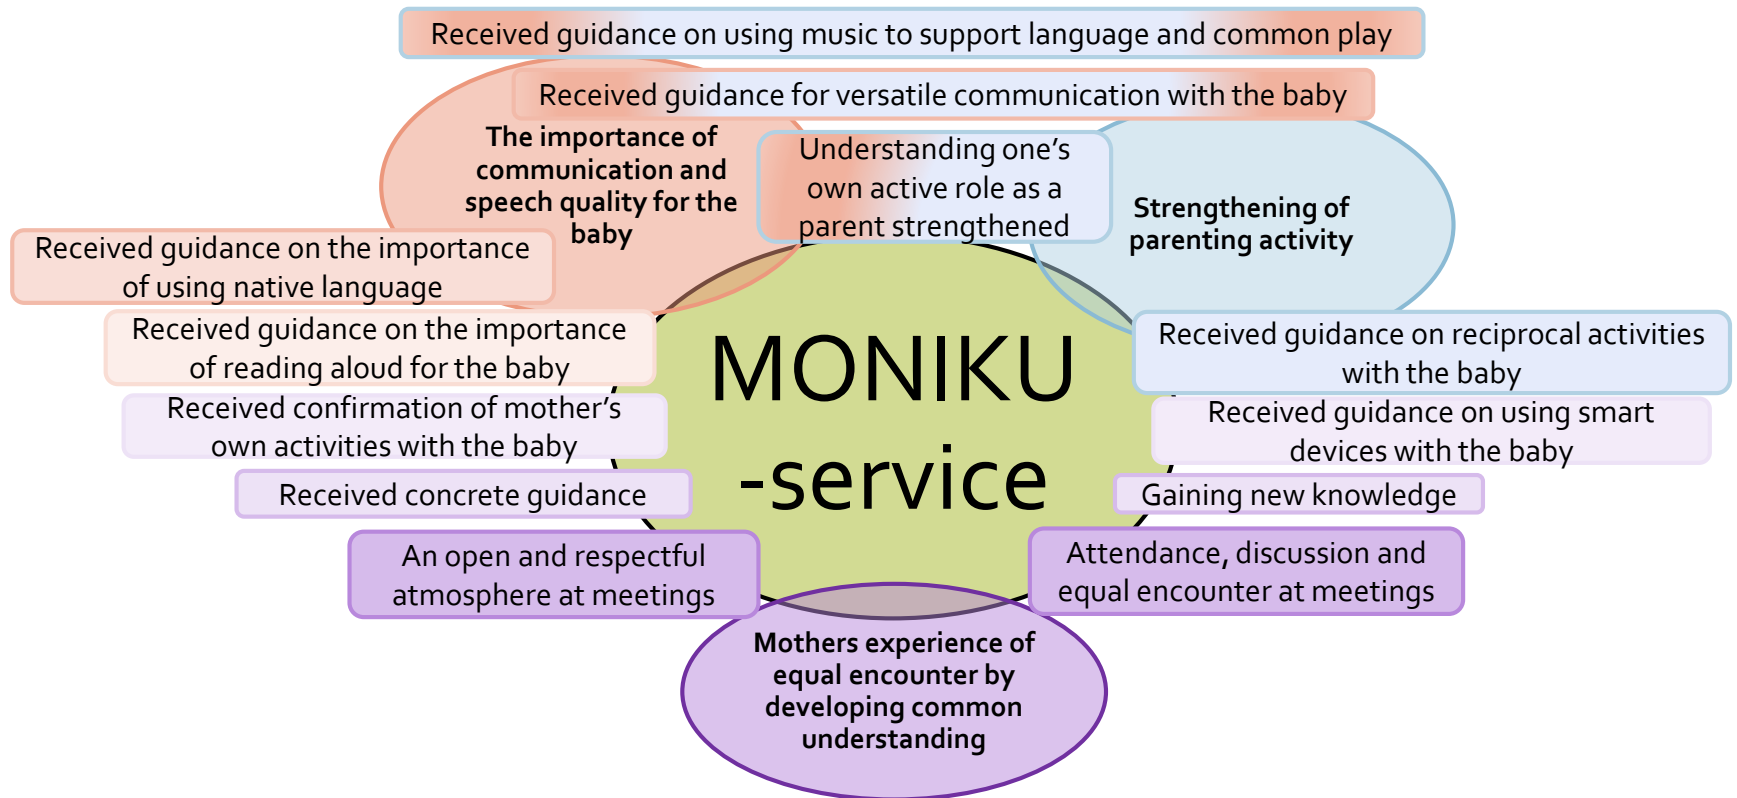 Received guidance on using music to support language and common play
Received guidance for versatile communication with the baby
The importance of
communication and
speech quality for the
baby
Understanding one's
own active role as a
parent strengthened
Strengthening of
parenting activity
Received guidance on the importance
of using native language
Received guidance on the importance
of reading aloud for the baby
Received confirmation of mother's
own activities with the baby
Received concrete guidance
An open and respectful
atmosphere at meetings
MONIKU
-service
Received guidance on reciprocal activities
with the baby
Received guidance on using smart
devices with the baby
Gaining new knowledge
Attendance, discussion and
equal encounter at meetings
Mothers experience of
equal encounter by
developing common
understanding